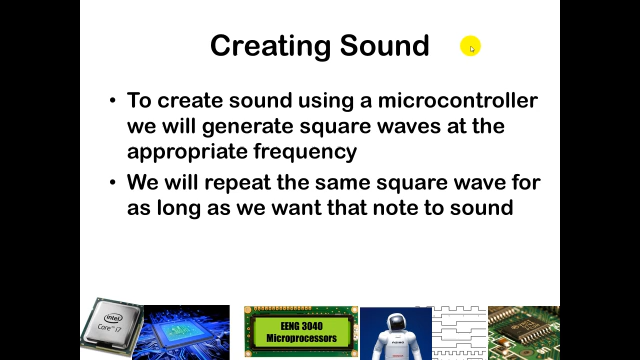 Creating Sound
• To create sound using a microcontroller
we will generate square waves at the
appropriate frequency
• We will repeat the same square wave for
as long as we want that note to sound
intel
Core™ i7
EENG 3040
Microprocessors